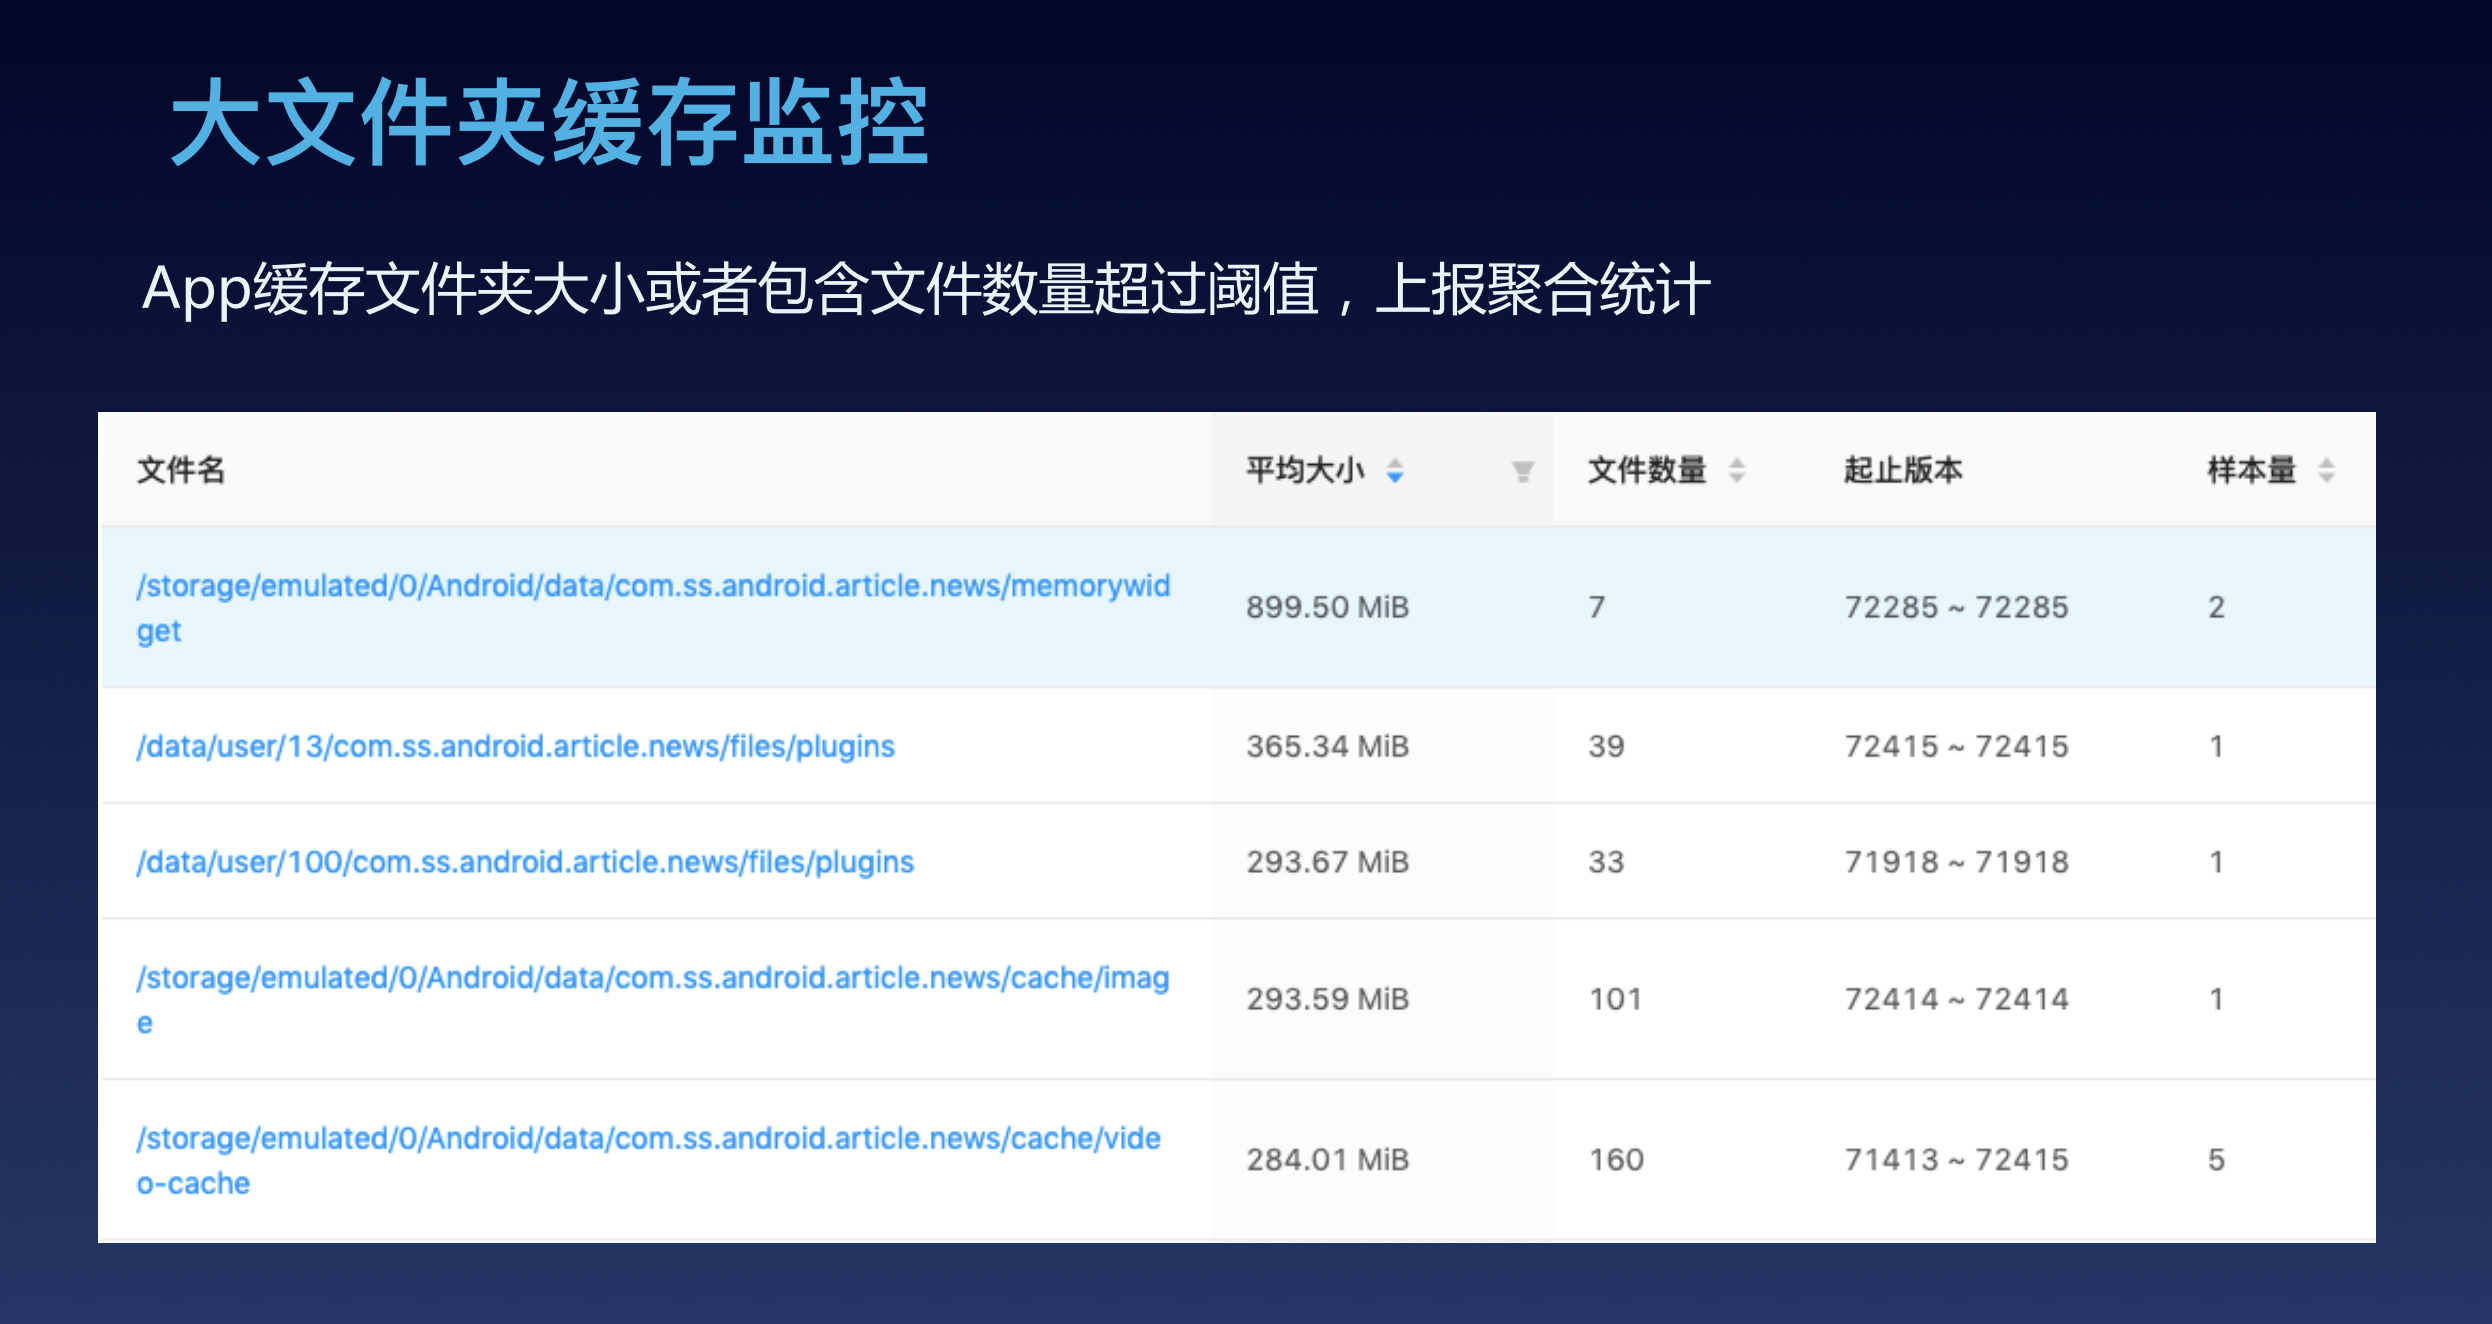 大文件夹缓存监控
App缓存文件夹大小或者包含文件数量超过阈值，上报聚合统计
文件名 平均大小 文件数量 起止版本 样本量
/storage/emulated/0/Android/data/com.ss.android.article.news/memorywid
get
899.50 MiB 7 72285 ~ 72285 2
/data/user/13/com.ss.android.article.news/files/plugins 365.34 MiB 39 72415 ~ 72415 1
/data/user/100/com.ss.android.article.news/files/plugins 293.67 MiB 33 71918 ~ 71918 1
/storage/emulated/0/Android/data/com.ss.android.article.news/cache/imag
e
293.59 MiB 101 72414 ~ 72414 1
/storage/emulated/0/Android/data/com.ss.android.article.news/cache/vide
o-cache
284.01 MiB 160 71413 ~ 72415 5